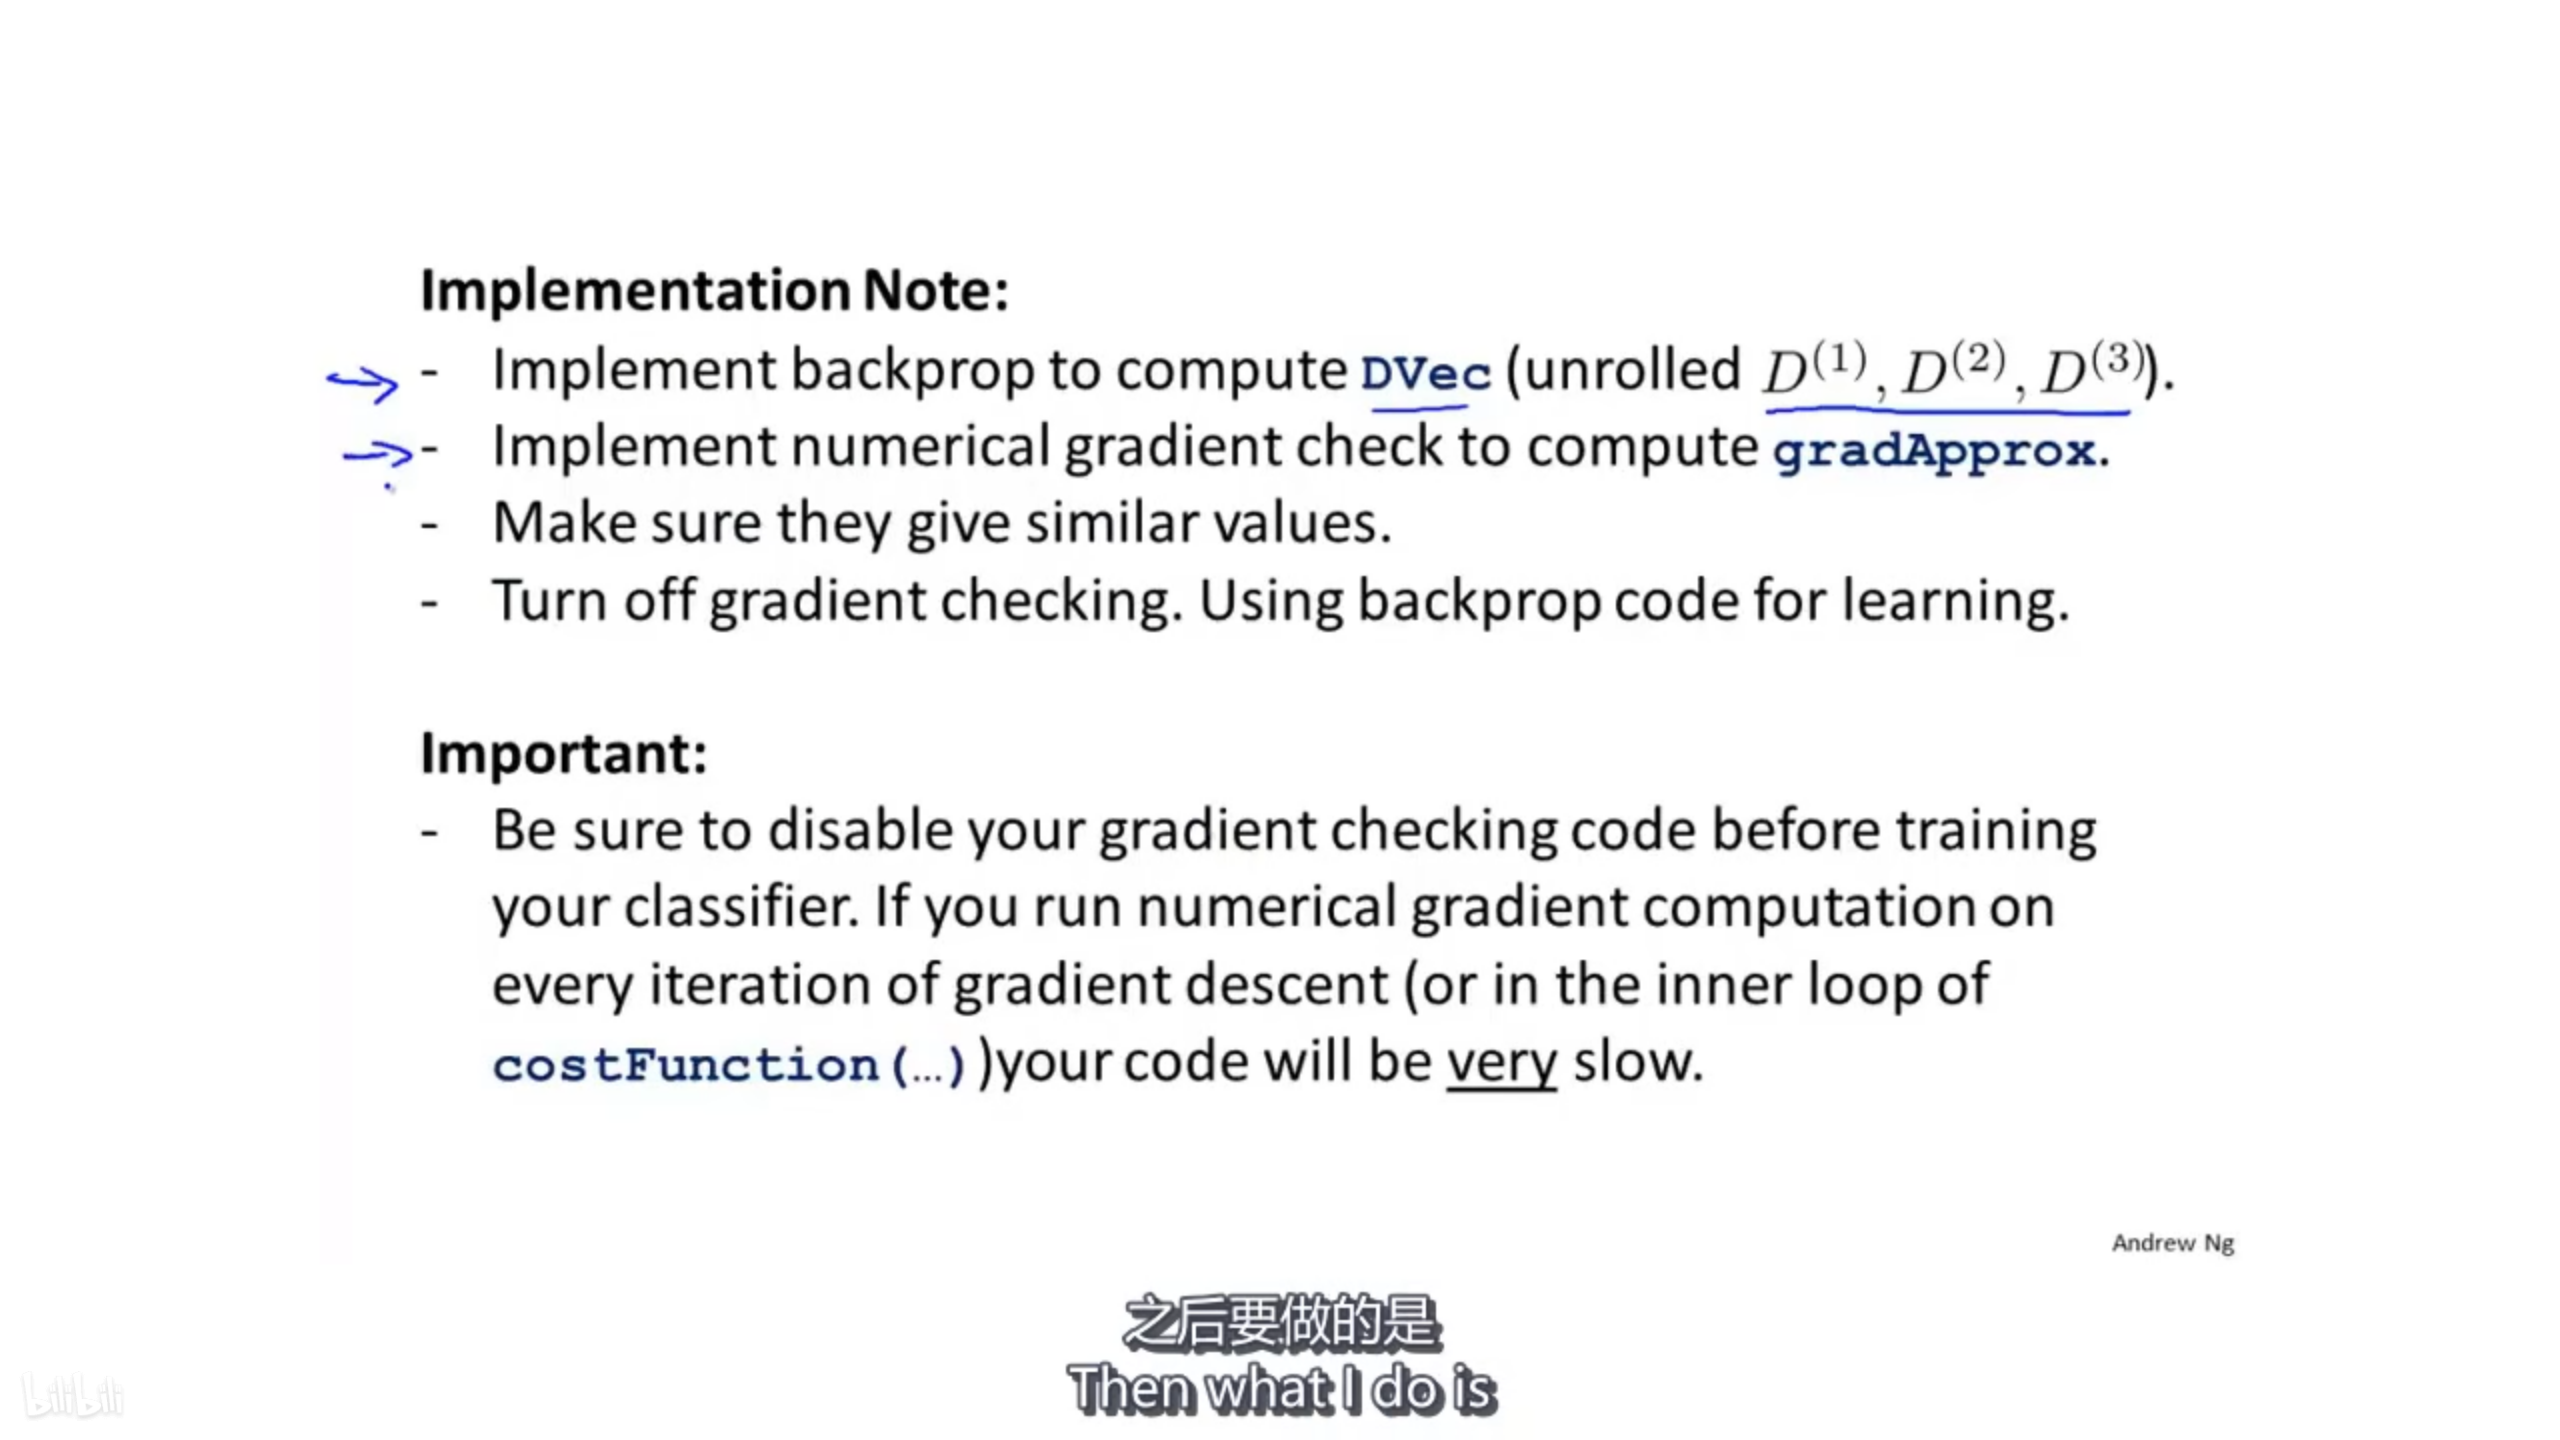 Implementation Note:
- Implement backprop to compute DVec (unrolled D^{(1)}, D^{(2)}, D^{(3)}).
- Implement numerical gradient check to compute gradApprox.
- Make sure they give similar values.
- Turn off gradient checking. Using backprop code for learning.
Important:
- Be sure to disable your gradient checking code before training
your classifier. If you run numerical gradient computation on
every iteration of gradient descent (or in the inner loop of
costFunction(…))your code will be very slow.
Andrew Ng
之后要做的是
Then what I do is
bilibili